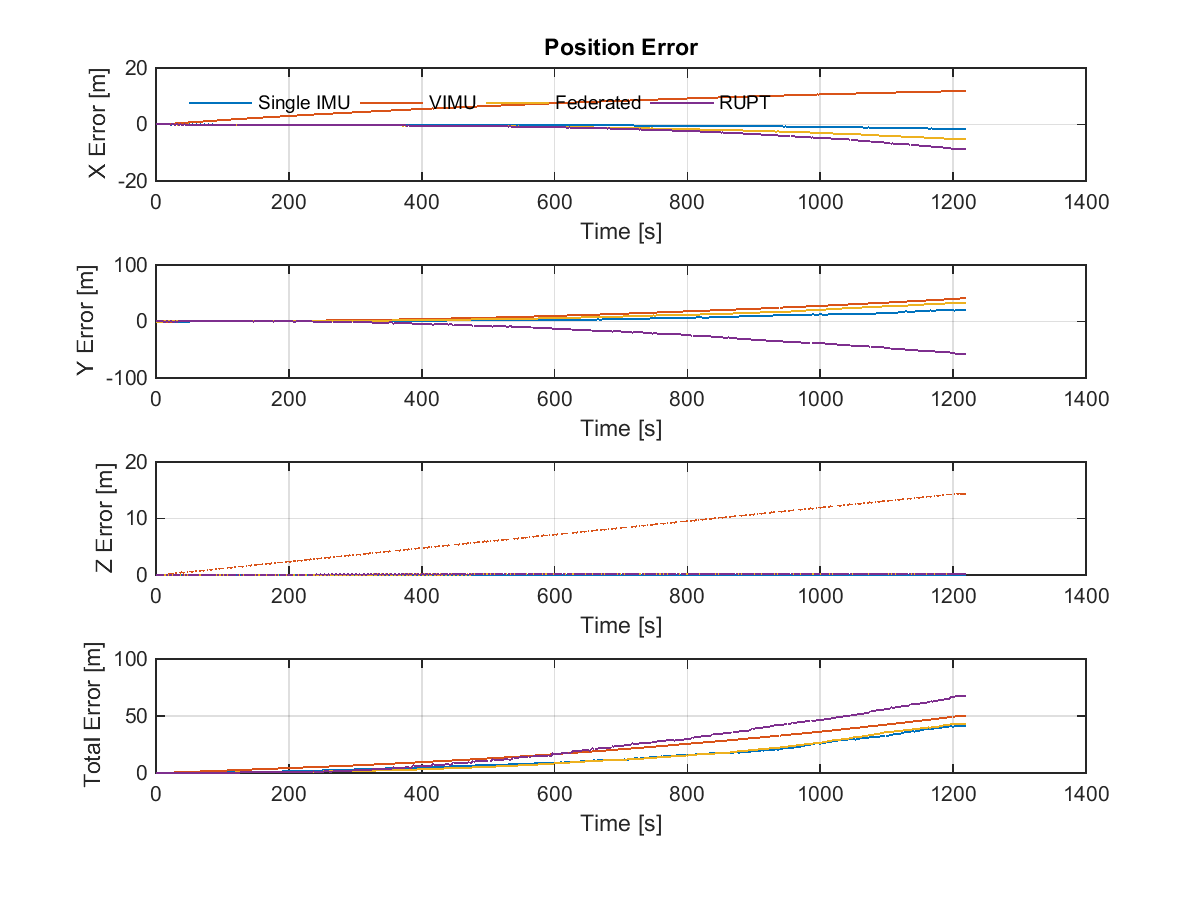 Position Error
20
0
-20
X Error [m]
Single IMU VIMU Federated RUPT
0 200 400 600 800 1000 1200 1400
Time [s]
100
0
-100
Y Error [m]
0 200 400 600 800 1000 1200 1400
Time [s]
20
10
0
Z Error [m]
0 200 400 600 800 1000 1200 1400
Time [s]
100
50
0
Total Error [m]
0 200 400 600 800 1000 1200 1400
Time [s]